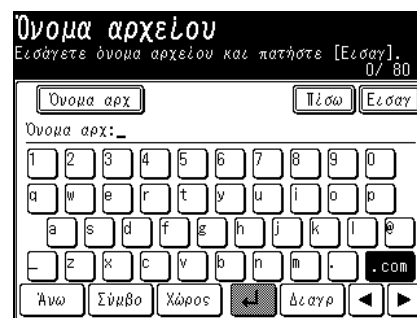 Όνομα αρχείου
Εισάγετε όνομα αρχείου και πατήστε [Εισαγ].
0/ 80
Όνομα αρχ Πίσω Εισαγ
Όνομα αρχ:_
1 2 3 4 5 6 7 8 9 0
q w e r t y u i o p
a s d f g h j k l @
_ z x c v b n m . .com
Άνω Σύμβο Χώρος ↵ Διαγρ ◀ ▶